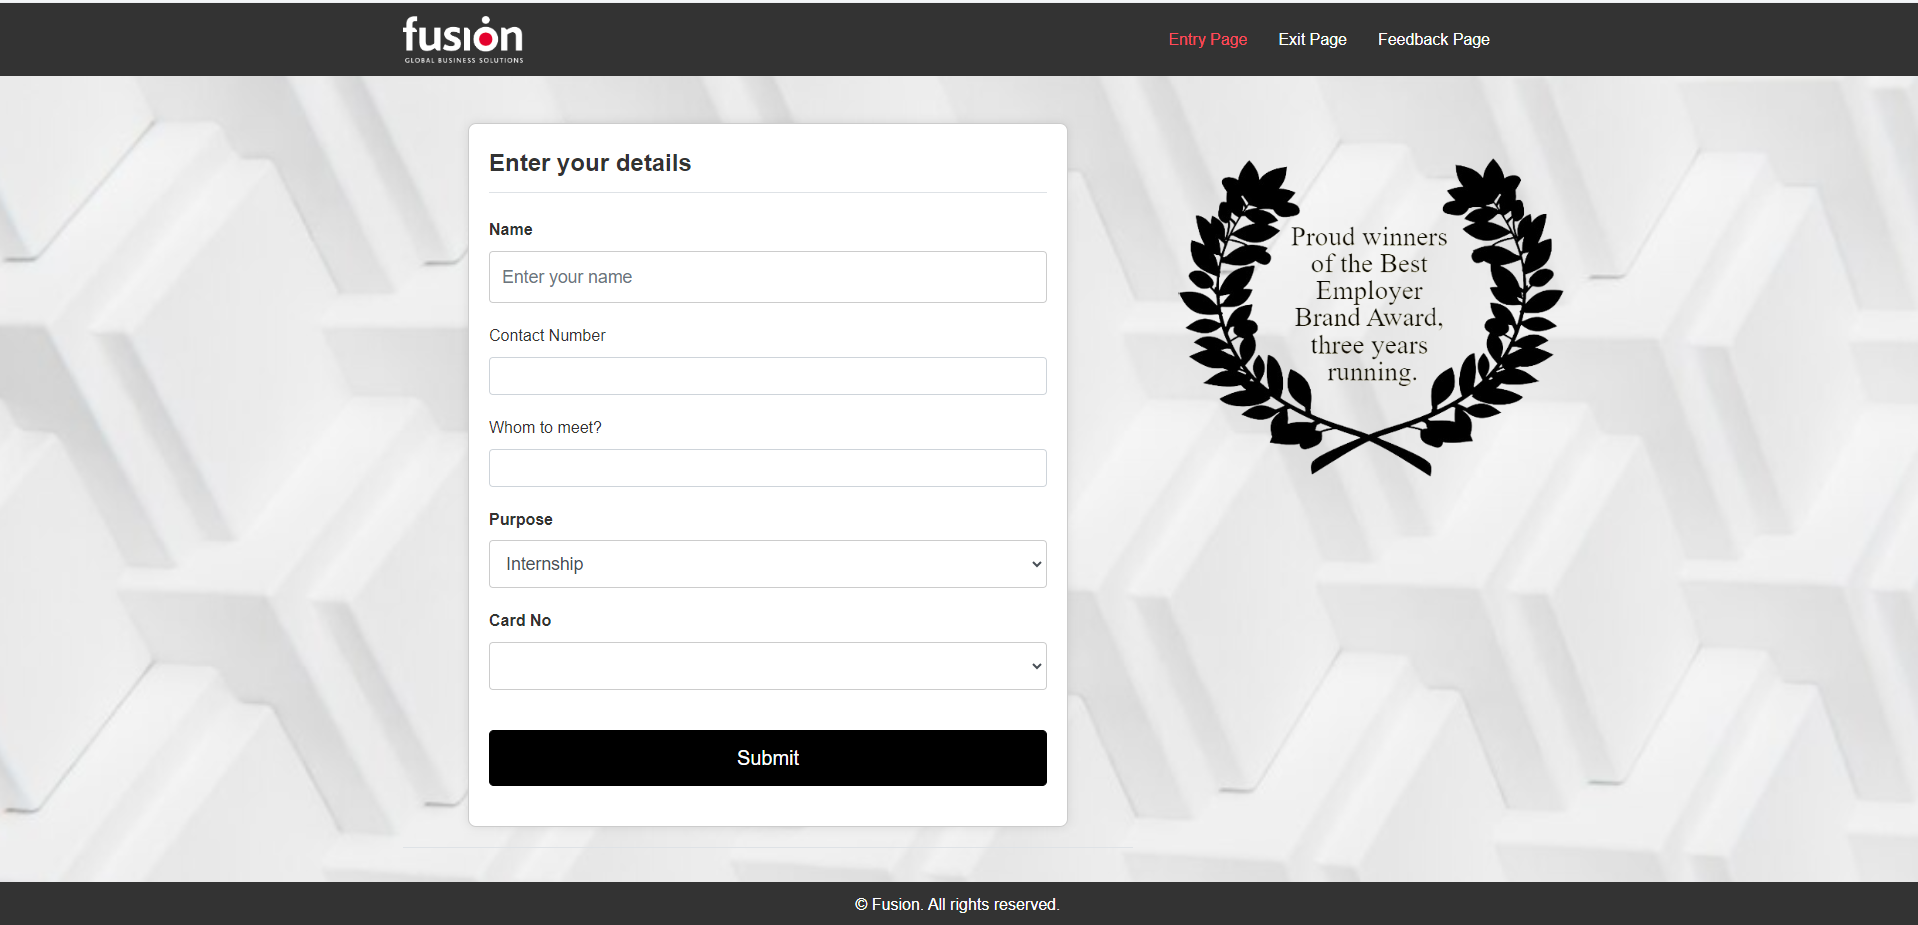 fusion
GLOBAL BUSINESS SOLUTIONS
Entry Page
Exit Page
Feedback Page
Enter your details
Name
Enter your name
Contact Number
Whom to meet?
Purpose
Internship
Card No
Submit
Proud winners
of the Best
Employer
Brand Award,
three years
running.
© Fusion. All rights reserved.